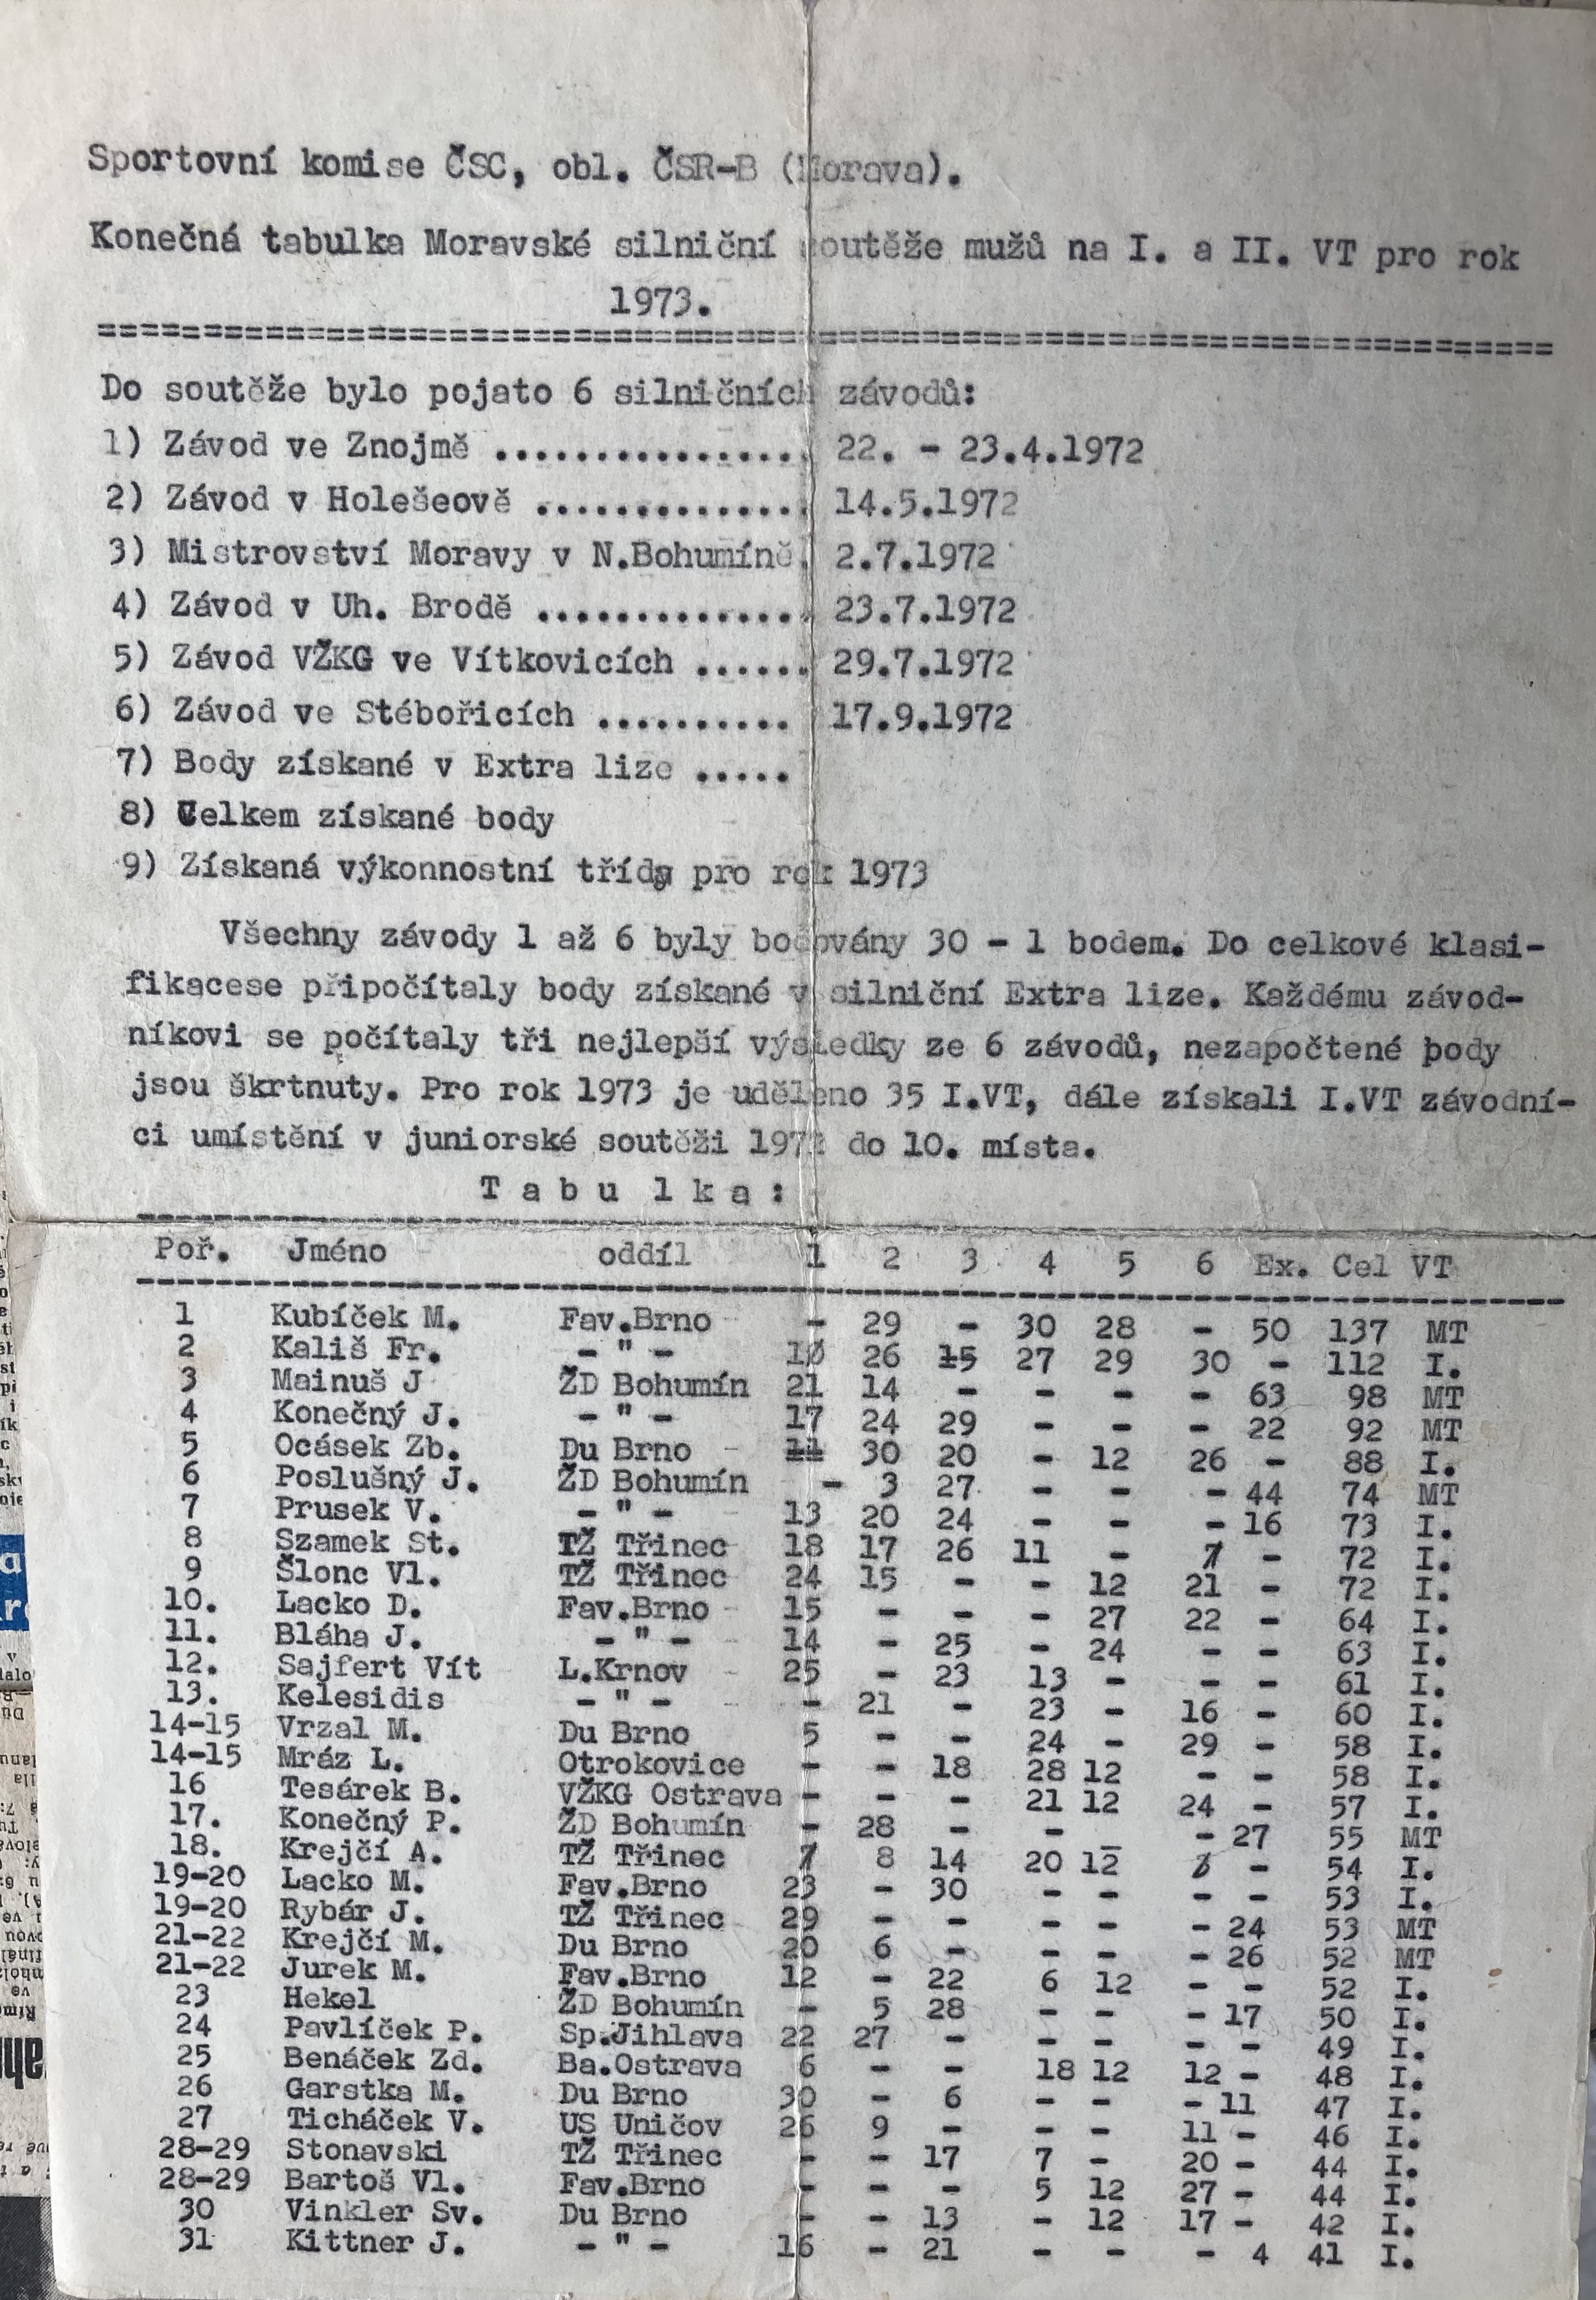 Sportovní komise ČSC, obl. ČSR-B (Morava).
Konečná tabulka Moravské silniční soutěže mužů na I. a II. VT pro rok
1973.
=====================================================================
Do soutěže bylo pojato 6 silničních závodů:
1) Závod ve Znojmě ................ 22. - 23.4.1972
2) Závod v Holešeově .............. 14.5.1972
3) Mistrovství Moravy v N.Bohumíně. 2.7.1972
4) Závod v Uh. Brodě .............. 23.7.1972
5) Závod VŽKG ve Vítkovicích ...... 29.7.1972
6) Závod ve Stébořicích .......... 17.9.1972
7) Body získané v Extra lize .....
8) Celkem získané body
9) Získaná výkonnostní třída pro rok 1973
Všechny závody 1 až 6 byly bodovány 30 - 1 bodem. Do celkové klasi-
fikacese připočítaly body získané v silniční Extra lize. Každému závod-
níkovi se počítaly tři nejlepší výsledky ze 6 závodů, nezapočtené body
jsou škrtnuty. Pro rok 1973 je uděleno 35 I.VT, dále získali I.VT závodní-
ci umístění v juniorské soutěži 1972 do 10. místa.
T a b u l k a :
Poř. Jméno oddíl 1 2 3 4 5 6 Ex. Cel VT
1 Kubíček M. Fav.Brno - 29 - 30 28 - 50 137 MT
2 Kališ Fr. - " - 10 26 15 27 29 30 - 112 I.
3 Mainuš J ŽD Bohumín 21 14 - - - - 63 98 MT
4 Konečný J. - " - 17 24 29 - - - 22 92 MT
5 Ocásek Zb. Du Brno - 11 30 20 - 12 26 - 88 I.
6 Poslušný J. ŽD Bohumín - 3 27 - - - 44 74 MT
7 Prusek V. - " - 13 20 24 - - - 16 73 I.
8 Szamek St. TŽ Třinec 18 17 26 11 - 7 - 72 I.
9 Šlonc Vl. TŽ Třinec 24 15 - - 12 21 - 72 I.
10. Lacko D. Fav.Brno 15 - - - 27 22 - 64 I.
11. Bláha J. - " - 14 - 25 - 24 - - 63 I.
12. Sajfert Vít L.Krnov 25 - 23 13 - - - 61 I.
13. Kelesidis - " - - 21 - 23 - 16 - 60 I.
14-15 Vrzal M. Du Brno 5 - - 24 - 29 - 58 I.
14-15 Mráz L. Otrokovice - - 18 28 12 - - 58 I.
16 Tesárek B. VŽKG Ostrava - - - 21 12 24 - 57 I.
17. Konečný P. ŽD Bohumín - 28 - - - - 27 55 MT
18. Krejčí A. TŽ Třinec 7 8 14 20 12 - 54 I.
19-20 Lacko M. Fav.Brno 23 - 30 - - - - 53 I.
19-20 Rybár J. TŽ Třinec 29 - - - - - 24 53 MT
21-22 Krejčí M. Du Brno 20 6 - - - - 26 52 MT
21-22 Jurek M. Fav.Brno 12 - 22 6 12 - - 52 I.
23 Hekel ŽD Bohumín - 5 28 - - - 17 50 I.
24 Pavlíček P. Sp.Jihlava 22 27 - - - - - 49 I.
25 Benáček Zd. Ba.Ostrava 6 - - 18 12 12 - 48 I.
26 Garstka M. Du Brno 30 - 6 - - - 11 47 I.
27 Ticháček V. US Uničov 26 9 - - - 11 - 46 I.
28-29 Stonavski TŽ Třinec - - 17 7 - 20 - 44 I.
28-29 Bartoš Vl. Fav.Brno - - - 5 12 27 - 44 I.
30 Vinkler Sv. Du Brno - - 13 - 12 17 - 42 I.
31 Kittner J. - " - 16 - 21 - - - 4 41 I.